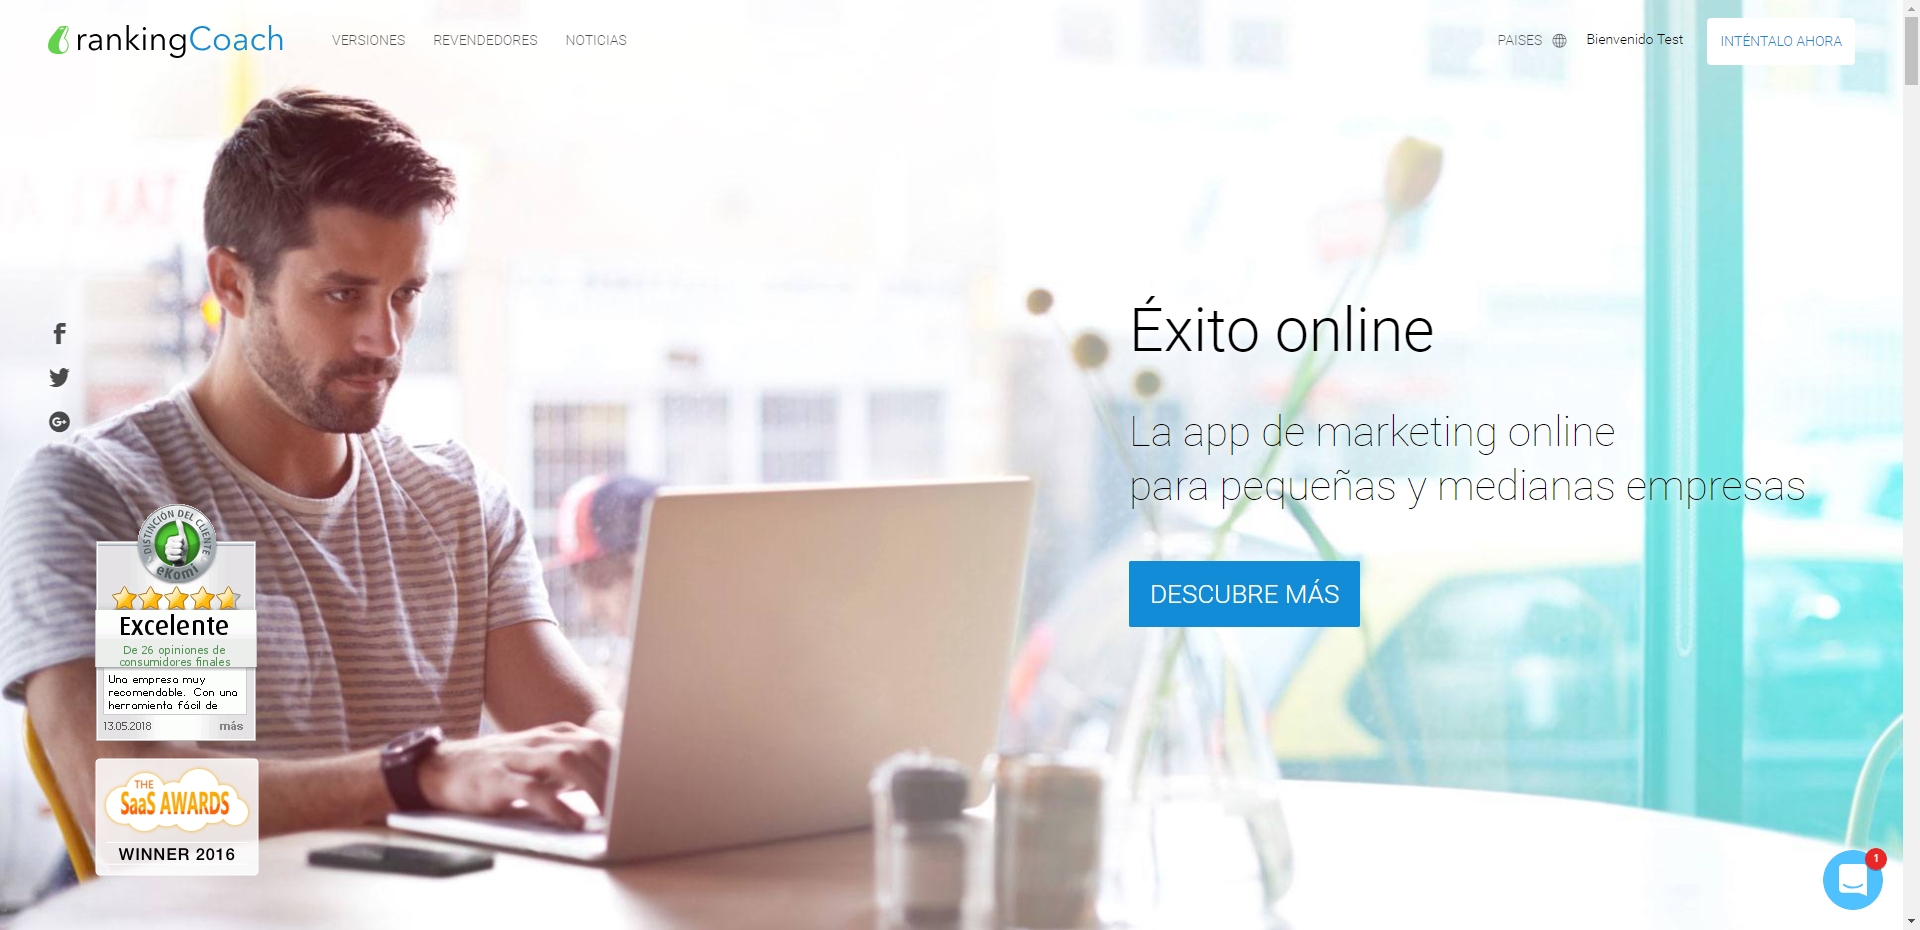 rankingCoach
VERSIONES REVENDEDORES NOTICIAS
PAISES Bienvenido Test INTÉNTALO AHORA
Éxito online
La app de marketing online
para pequeñas y medianas empresas
DESCUBRE MÁS
DISTINCIÓN DEL CLIENTE
eKomi
Excelente
De 26 opiniones de
consumidores finales
Una empresa muy
recomendable. Con una
herramienta fácil de
13.05.2018 más
THE
SaaS AWARDS
WINNER 2016
1